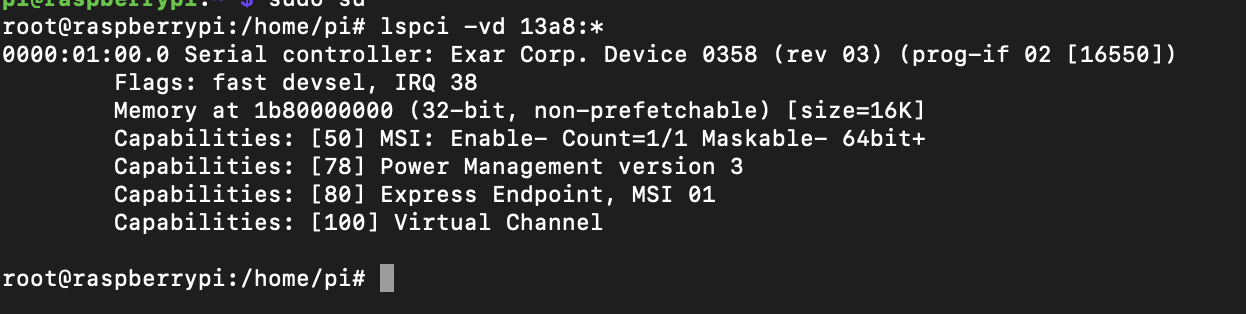 pi@raspberrypi:~ $ sudo su
root@raspberrypi:/home/pi# lspci -vd 13a8:*
0000:01:00.0 Serial controller: Exar Corp. Device 0358 (rev 03) (prog-if 02 [16550])
        Flags: fast devsel, IRQ 38
        Memory at 1b80000000 (32-bit, non-prefetchable) [size=16K]
        Capabilities: [50] MSI: Enable- Count=1/1 Maskable- 64bit+
        Capabilities: [78] Power Management version 3
        Capabilities: [80] Express Endpoint, MSI 01
        Capabilities: [100] Virtual Channel
root@raspberrypi:/home/pi#